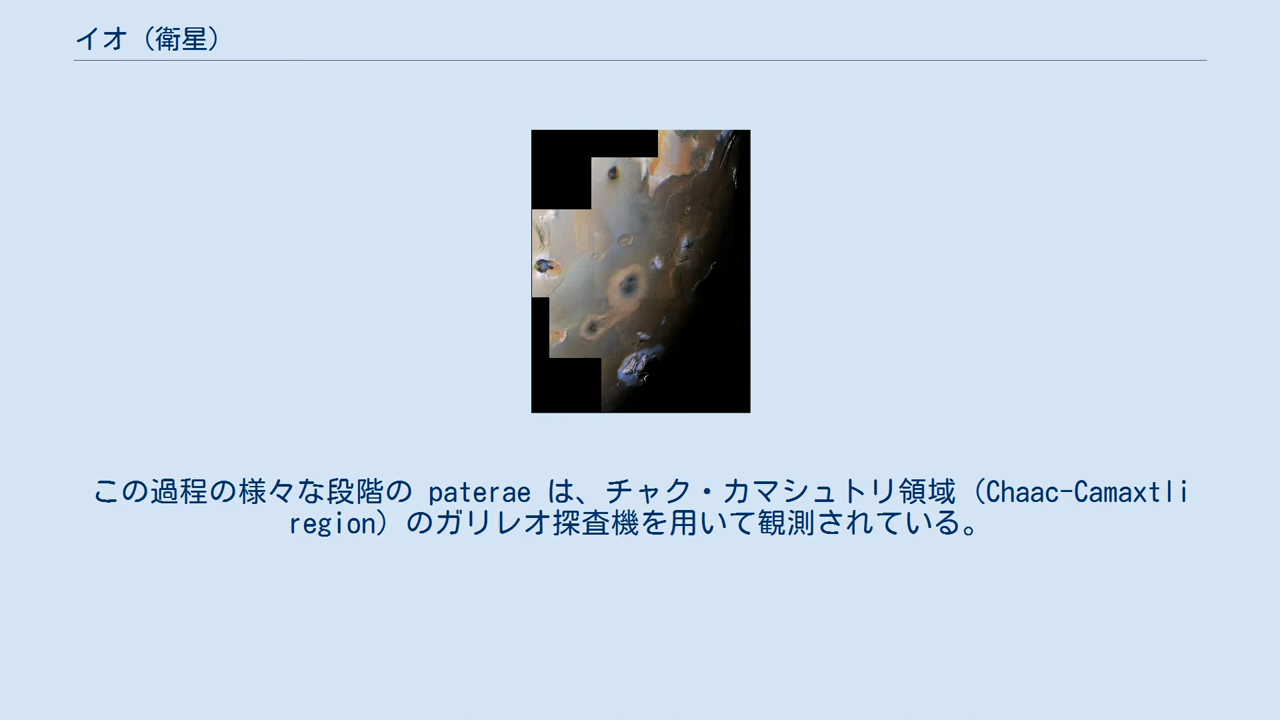 イオ（衛星）
この過程の様々な段階の paterae は、チャク・カマシュトリ領域（Chaac-Camaxtli
region）のガリレオ探査機を用いて観測されている。